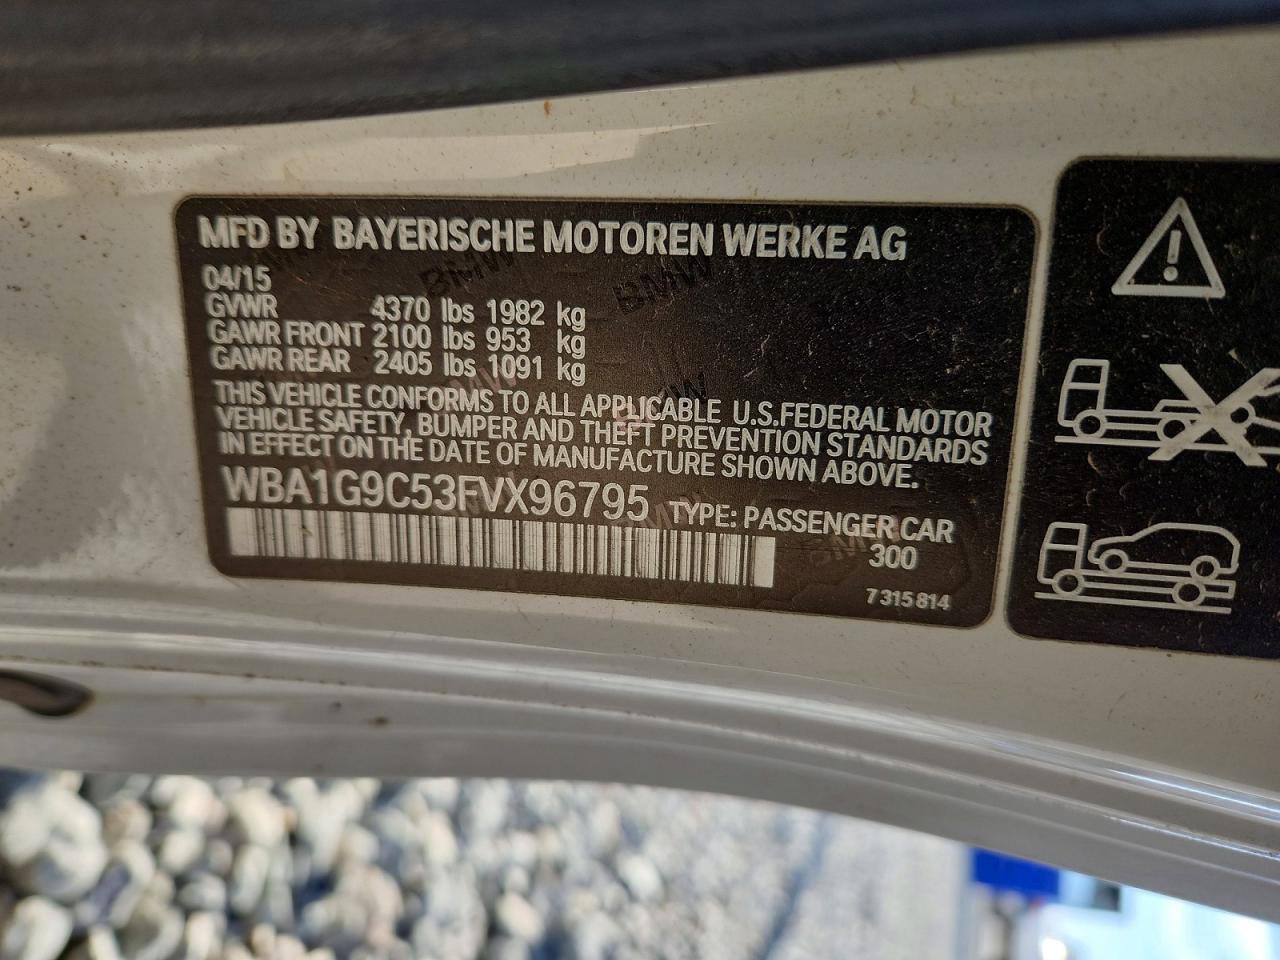 MFD BY BAYERISCHE MOTOREN WERKE AG
04/15
GVWR 4370 lbs 1982 kg
GAWR FRONT 2100 lbs 953 kg
GAWR REAR 2405 lbs 1091 kg
THIS VEHICLE CONFORMS TO ALL APPLICABLE U.S.FEDERAL MOTOR
VEHICLE SAFETY, BUMPER AND THEFT PREVENTION STANDARDS
IN EFFECT ON THE DATE OF MANUFACTURE SHOWN ABOVE.
WBA1G9C53FVX96795 TYPE: PASSENGER CAR
300
7 315 814